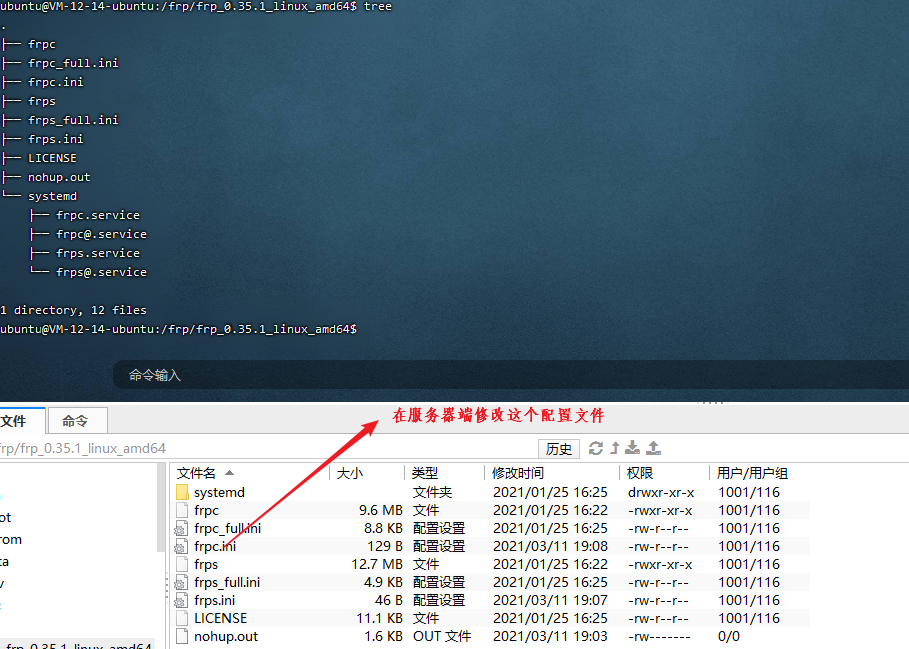 ubuntu@VM-12-14-ubuntu:/frp/frp_0.35.1_linux_amd64$ tree
.
├── frpc
├── frpc_full.ini
├── frpc.ini
├── frps
├── frps_full.ini
├── frps.ini
├── LICENSE
├── nohup.out
└── systemd
    ├── frpc.service
    ├── frpc@.service
    ├── frps.service
    └── frps@.service
1 directory, 12 files
ubuntu@VM-12-14-ubuntu:/frp/frp_0.35.1_linux_amd64$
命令输入
文件 命令
在服务器端修改这个配置文件
frp/frp_0.35.1_linux_amd64 历史
文件名 大小 类型 修改时间 权限 用户/用户组
systemd 文件夹 2021/01/25 16:25 drwxr-xr-x 1001/116
frpc 9.6 MB 文件 2021/01/25 16:22 -rwxr-xr-x 1001/116
frpc_full.ini 8.8 KB 配置设置 2021/01/25 16:25 -rw-r--r-- 1001/116
frpc.ini 129 B 配置设置 2021/03/11 19:08 -rw-r--r-- 1001/116
frps 12.7 MB 文件 2021/01/25 16:22 -rwxr-xr-x 1001/116
frps_full.ini 4.9 KB 配置设置 2021/01/25 16:25 -rw-r--r-- 1001/116
frps.ini 46 B 配置设置 2021/03/11 19:07 -rw-r--r-- 1001/116
LICENSE 11.1 KB 文件 2021/01/25 16:25 -rw-r--r-- 1001/116
nohup.out 1.6 KB OUT 文件 2021/03/11 19:03 -rw------- 0/0
frp_0.35.1_linux_amd64